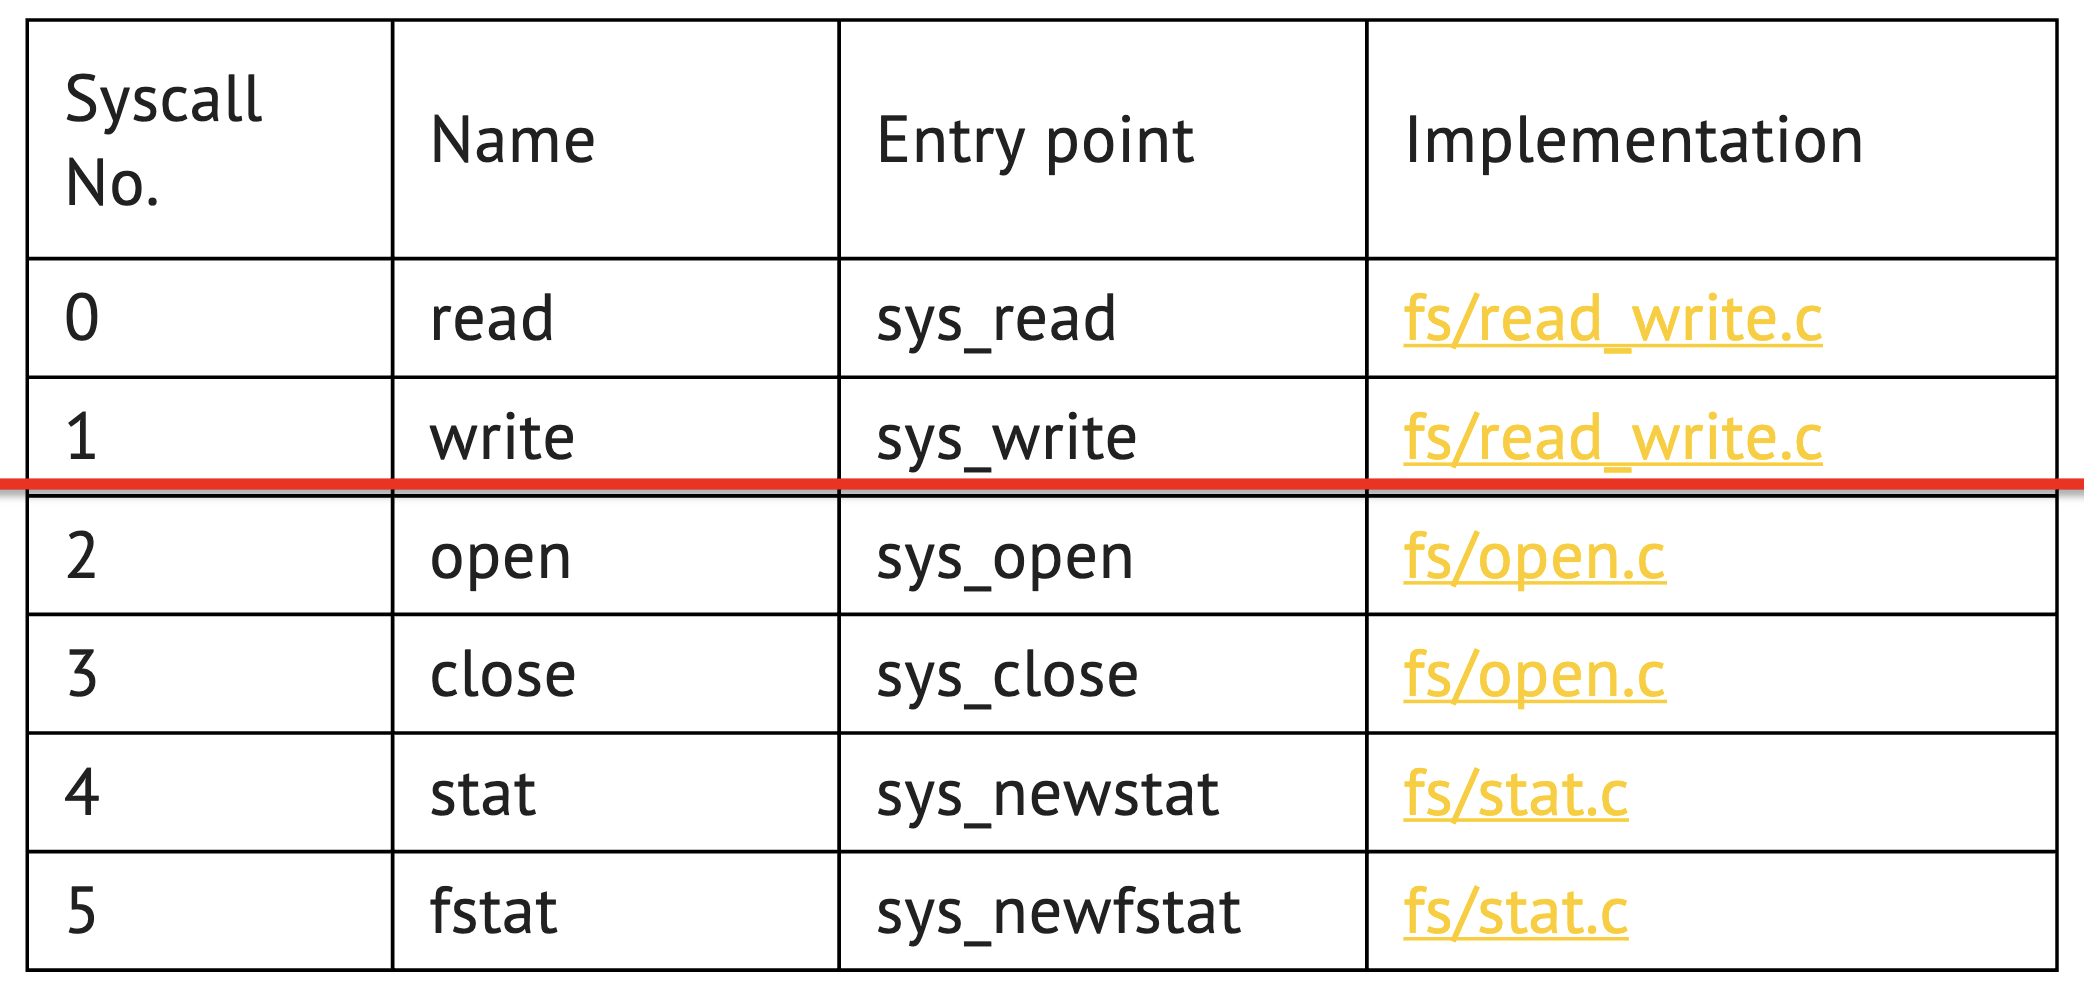 Syscall No. Name Entry point Implementation
0 read sys_read fs/read_write.c
1 write sys_write fs/read_write.c
2 open sys_open fs/open.c
3 close sys_close fs/open.c
4 stat sys_newstat fs/stat.c
5 fstat sys_newfstat fs/stat.c